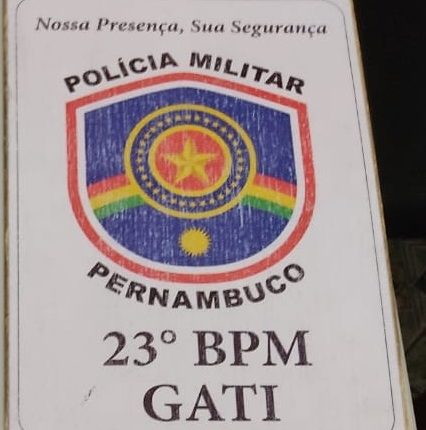 Nossa Presença, Sua Segurança
POLÍCIA MILITAR
PERNAMBUCO
23° BPM
GATI